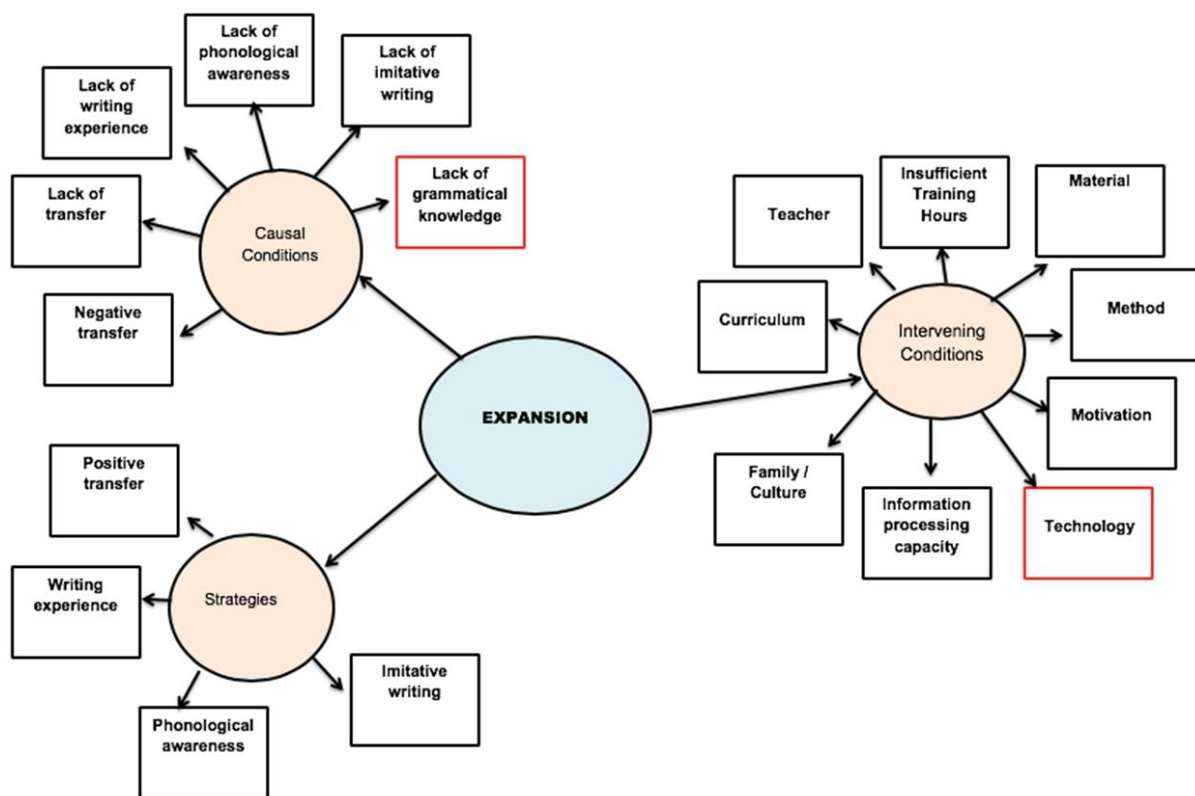 Lack of
phonological
awareness
Lack of
imitative
writing
Lack of
writing
experience
Lack of
grammatical
knowledge
Lack of
transfer
Causal
Conditions
Negative
transfer
EXPANSION
Insufficient
Training
Hours
Material
Teacher
Curriculum
Intervening
Conditions
Method
Motivation
Family /
Culture
Information
processing
capacity
Technology
Positive
transfer
Writing
experience
Strategies
Imitative
writing
Phonological
awareness